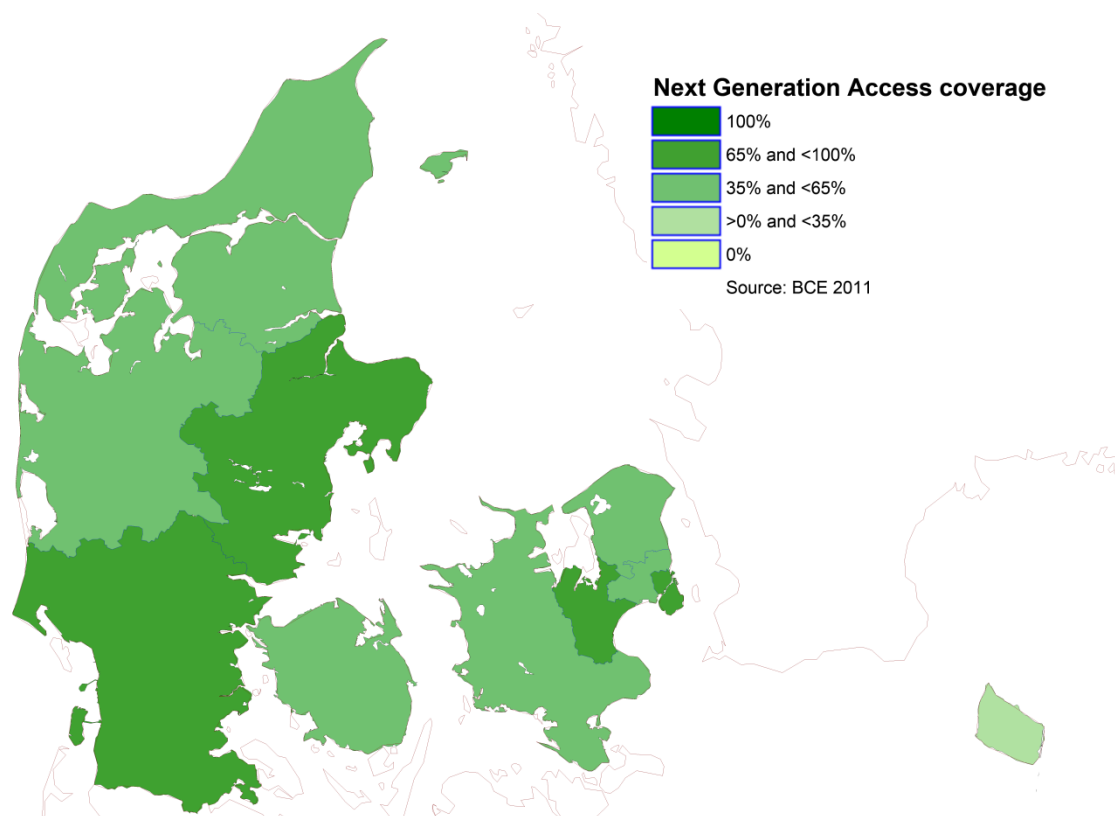 Next Generation Access coverage
100%
65% and <100%
35% and <65%
>0% and <35%
0%
Source: BCE 2011